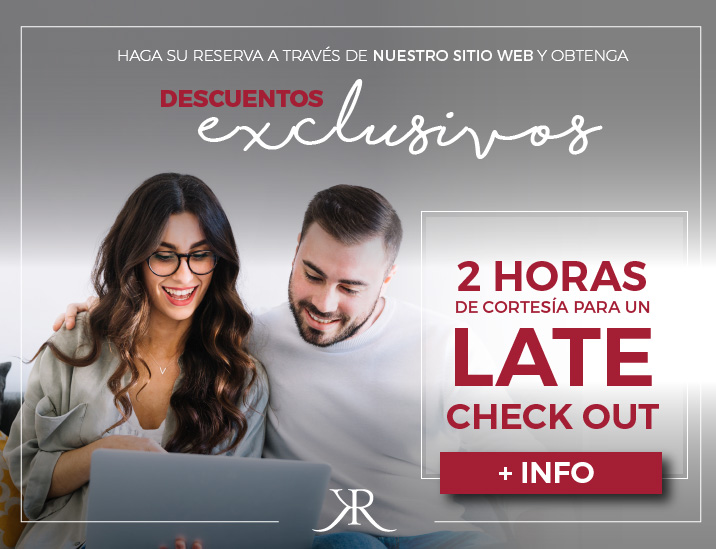 HAGA SU RESERVA A TRAVÉS DE NUESTRO SITIO WEB Y OBTENGA
DESCUENTOS
exclusivos
2 HORAS
DE CORTESÍA PARA UN
LATE
CHECK OUT
+ INFO
KR